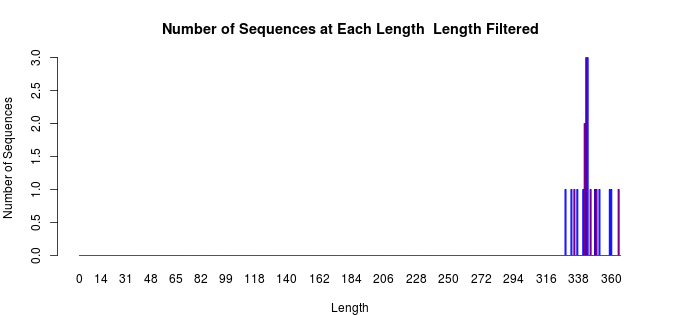 Number of Sequences at Each Length  Length Filtered
Number of Sequences
3.0
2.5
2.0
1.5
1.0
0.5
0.0
0 14 31 48 65 82 99 118 140 162 184 206 228 250 272 294 316 338 360
Length